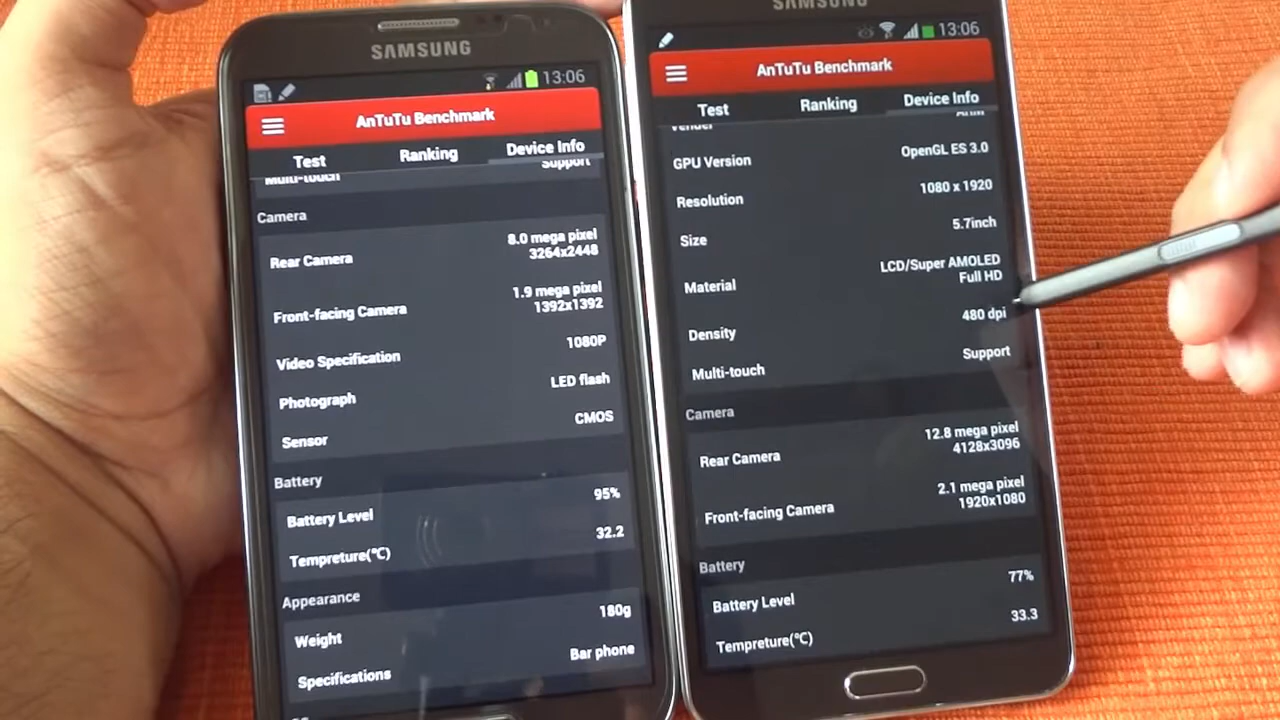 SAMSUNG
13:06
AnTuTu Benchmark
Test Ranking Device Info
Multi-touch Support
Camera
Rear Camera 8.0 mega pixel
3264x2448
Front-facing Camera 1.9 mega pixel
1392x1392
Video Specification 1080P
Photograph LED flash
Sensor CMOS
Battery
Battery Level 95%
Tempreture(℃) 32.2
Appearance
Weight 180g
Specifications Bar phone
SAMSUNG
13:06
AnTuTu Benchmark
Test Ranking Device Info
Vender ARM
GPU Version OpenGL ES 3.0
Resolution 1080 x 1920
Size 5.7inch
Material LCD/Super AMOLED
Full HD
Density 480 dpi
Multi-touch Support
Camera
Rear Camera 12.8 mega pixel
4128x3096
Front-facing Camera 2.1 mega pixel
1920x1080
Battery
Battery Level 77%
Tempreture(℃) 33.3